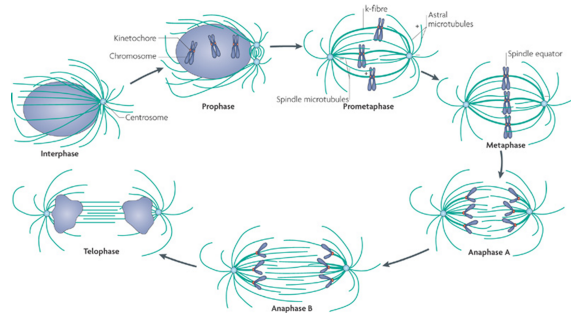 k-fibre
Astral
microtubules
Kinetochore
Chromosome
Spindle equator
Prophase
Spindle microtubules
Prometaphase
Centrosome
Metaphase
Interphase
Telophase
Anaphase A
Anaphase B